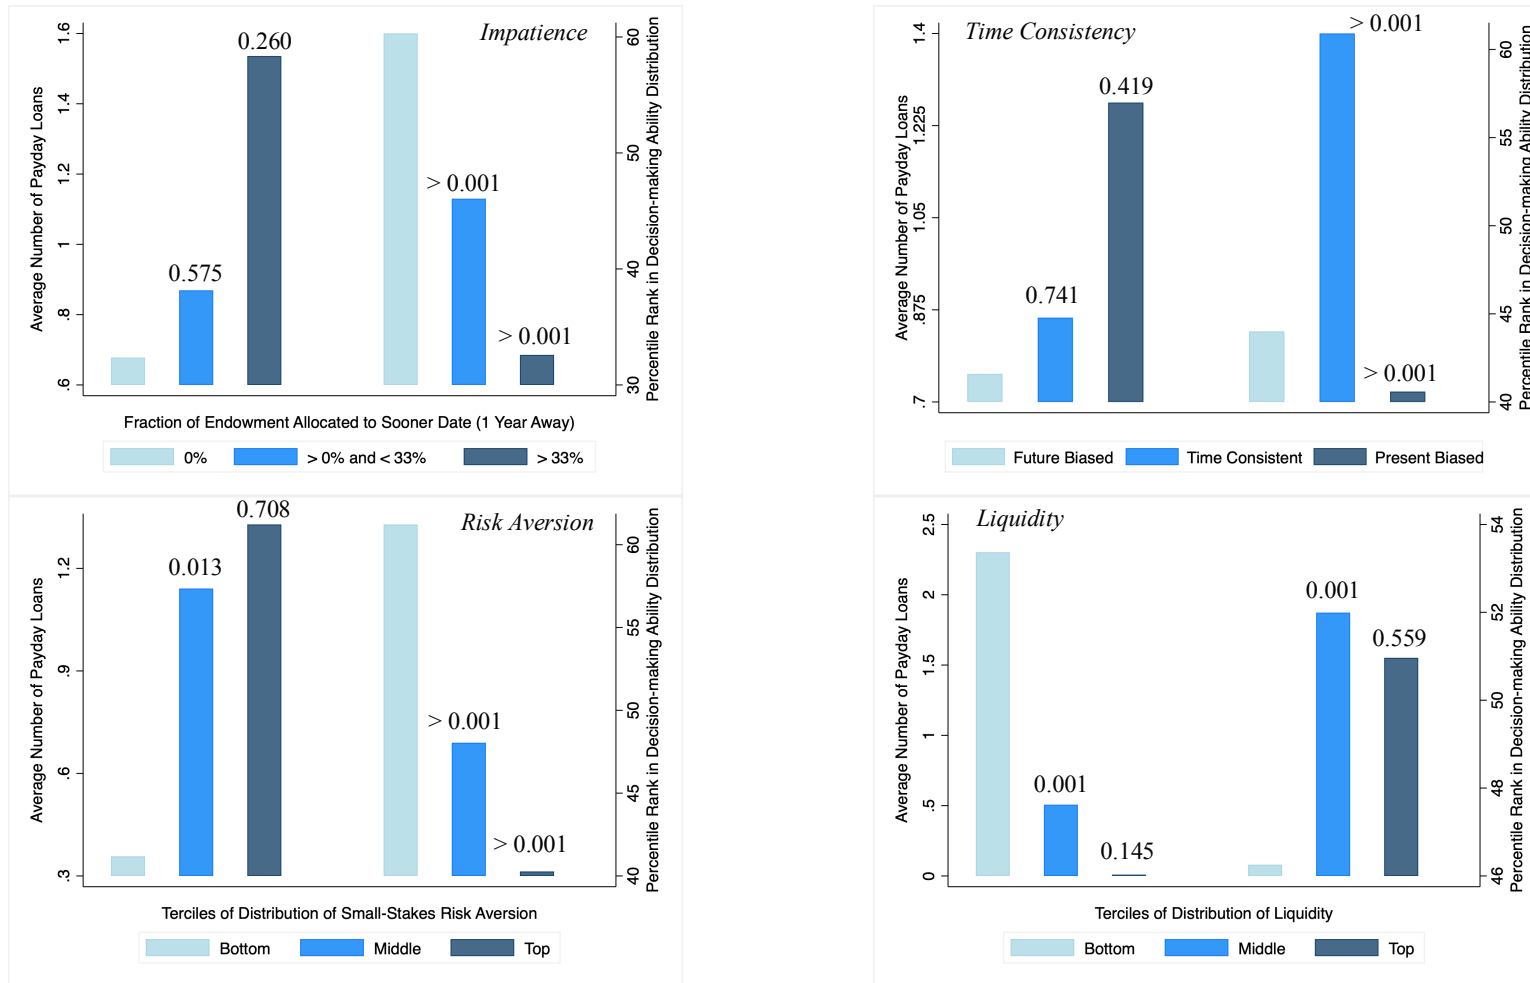 Impatience
Average Number of Payday Loans
1.6
1.4
1.2
1
.8
.6
0.575
0.260
> 0.001
> 0.001
60
50
40
30
Percentile Rank in Decision-making Ability Distribution
Fraction of Endowment Allocated to Sooner Date (1 Year Away)
0% > 0% and < 33% > 33%
Time Consistency
Average Number of Payday Loans
1.4
1.225
1.05
.875
.7
0.741
0.419
> 0.001
> 0.001
60
55
50
45
40
Percentile Rank in Decision-making Ability Distribution
Future Biased Time Consistent Present Biased
Risk Aversion
Average Number of Payday Loans
1.2
.9
.6
.3
0.013
0.708
> 0.001
> 0.001
60
55
50
45
40
Percentile Rank in Decision-making Ability Distribution
Terciles of Distribution of Small-Stakes Risk Aversion
Bottom Middle Top
Liquidity
Average Number of Payday Loans
2.5
2
1.5
1
.5
0
0.001
0.145
0.001
0.559
54
52
50
48
46
Percentile Rank in Decision-making Ability Distribution
Terciles of Distribution of Liquidity
Bottom Middle Top